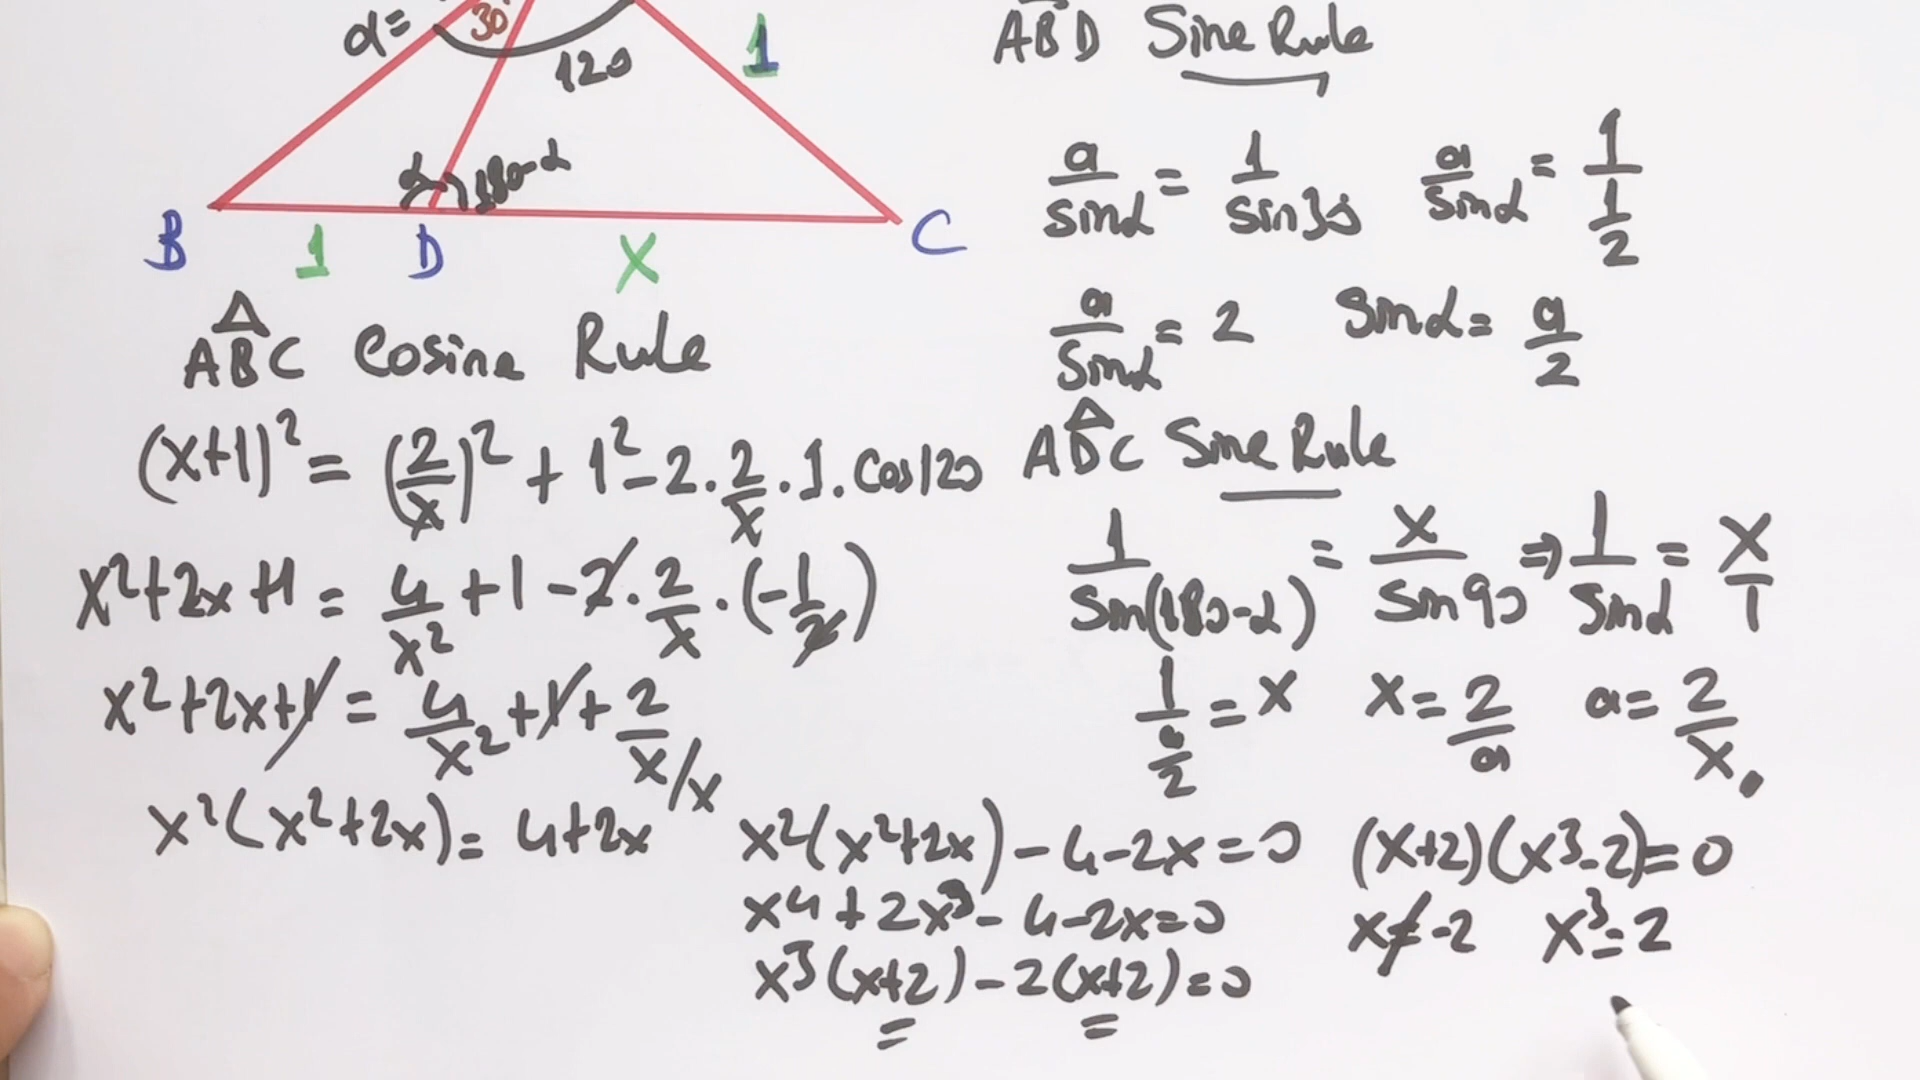 α=
30°
120
1
α
180-α
B
1
D
X
C
ABC Cosine Rule
(x+1)² = (2/x)² + 1² - 2 · 2/x · 1 · Cos120
x²+2x+1 = 4/x² + 1 - 2 · 2/x · (-1/2)
x²+2x+1 = 4/x² + 1 + 2/x /x
x²(x²+2x) = 4+2x
x²(x²+2x) - 4 - 2x = 0
x⁴ + 2x³ - 4 - 2x = 0
x³(x+2) - 2(x+2) = 0
ABD Sine Rule
a/sinα = 1/sin30
a/sinα = 1/(1/2)
a/sinα = 2
sinα = a/2
ADC Sine Rule
1/Sin(180-α) = x/Sin90 ⇒ 1/Sinα = x/1
1/(a/2) = x
x = 2/a
a = 2/x.
(x+2)(x³-2) = 0
x≠-2
x³=2